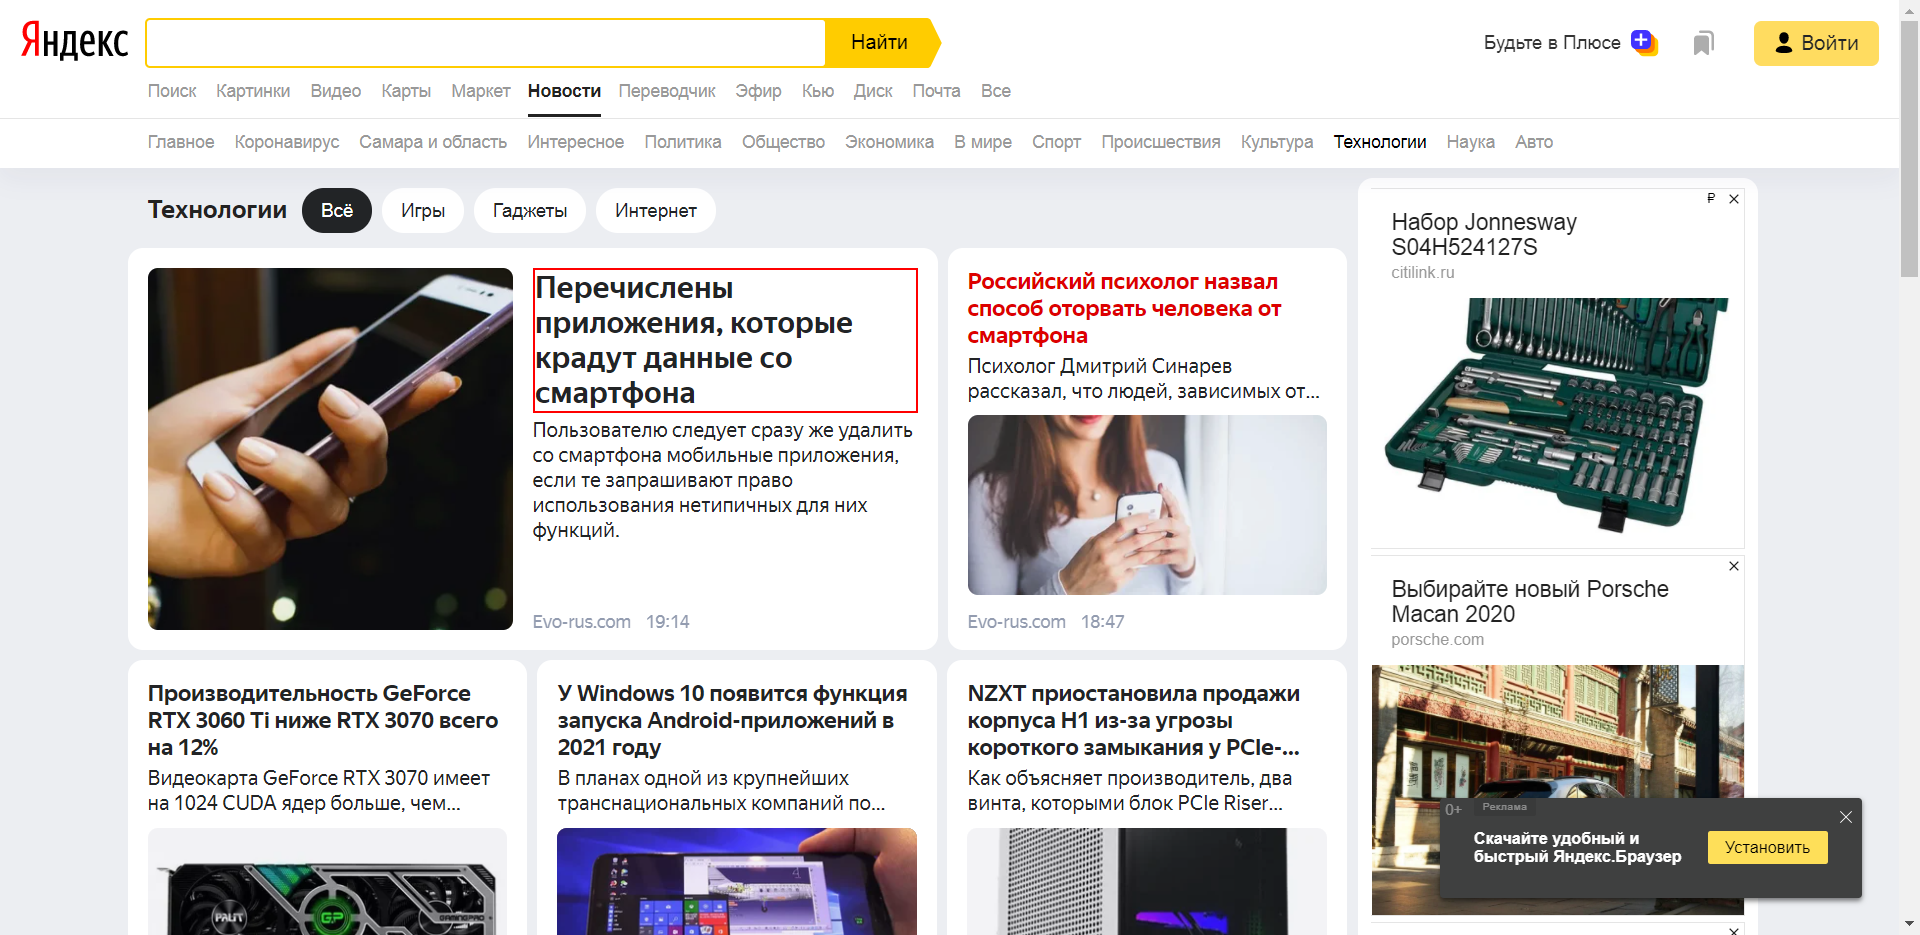 Яндекс
Найти
Будьте в Плюсе
Войти
Поиск Картинки Видео Карты Маркет Новости Переводчик Эфир Кью Диск Почта Все
Главное Коронавирус Самара и область Интересное Политика Общество Экономика В мире Спорт Происшествия Культура Технологии Наука Авто
Технологии Всё Игры Гаджеты Интернет
Перечислены
приложения, которые
крадут данные со
смартфона
Пользователю следует сразу же удалить
со смартфона мобильные приложения,
если те запрашивают право
использования нетипичных для них
функций.
Evo-rus.com 19:14
Российский психолог назвал
способ оторвать человека от
смартфона
Психолог Дмитрий Синарев
рассказал, что людей, зависимых от...
Evo-rus.com 18:47
₽
Набор Jonnesway
S04H524127S
citilink.ru
Выбирайте новый Porsche
Macan 2020
porsche.com
Производительность GeForce
RTX 3060 Ti ниже RTX 3070 всего
на 12%
Видеокарта GeForce RTX 3070 имеет
на 1024 CUDA ядер больше, чем...
PALIT
GP
GAMINGPRO
У Windows 10 появится функция
запуска Android-приложений в
2021 году
В планах одной из крупнейших
транснациональных компаний по...
NZXT приостановила продажи
корпуса H1 из-за угрозы
короткого замыкания у PCIe-...
Как объясняет производитель, два
винта, которыми блок PCIe Riser...
0+
Реклама
Скачайте удобный и
быстрый Яндекс.Браузер
Установить